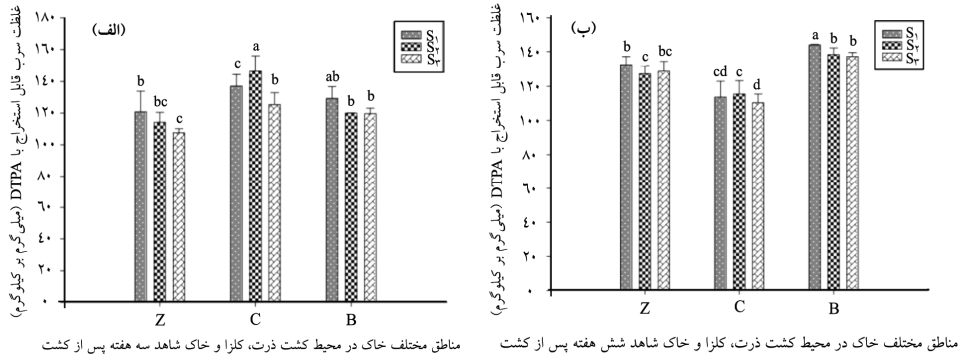 غلظت سرب قابل استخراج با DTPA (میلی گرم بر کیلوگرم)
(الف)
S۱
S۲
S۳
۱۸۰
۱۶۰
۱۴۰
۱۲۰
۱۰۰
۸۰
۶۰
۴۰
۲۰
۰
b bc c
c a b
ab b b
Z C B
مناطق مختلف خاک در محیط کشت ذرت، کلزا و خاک شاهد سه هفته پس از کشت
غلظت سرب قابل استخراج با DTPA (میلی گرم بر کیلوگرم)
(ب)
S۱
S۲
S۳
۱۶۰
۱۴۰
۱۲۰
۱۰۰
۸۰
۶۰
۴۰
۲۰
۰
b c bc
cd c d
a b b
Z C B
مناطق مختلف خاک در محیط کشت ذرت، کلزا و خاک شاهد شش هفته پس از کشت